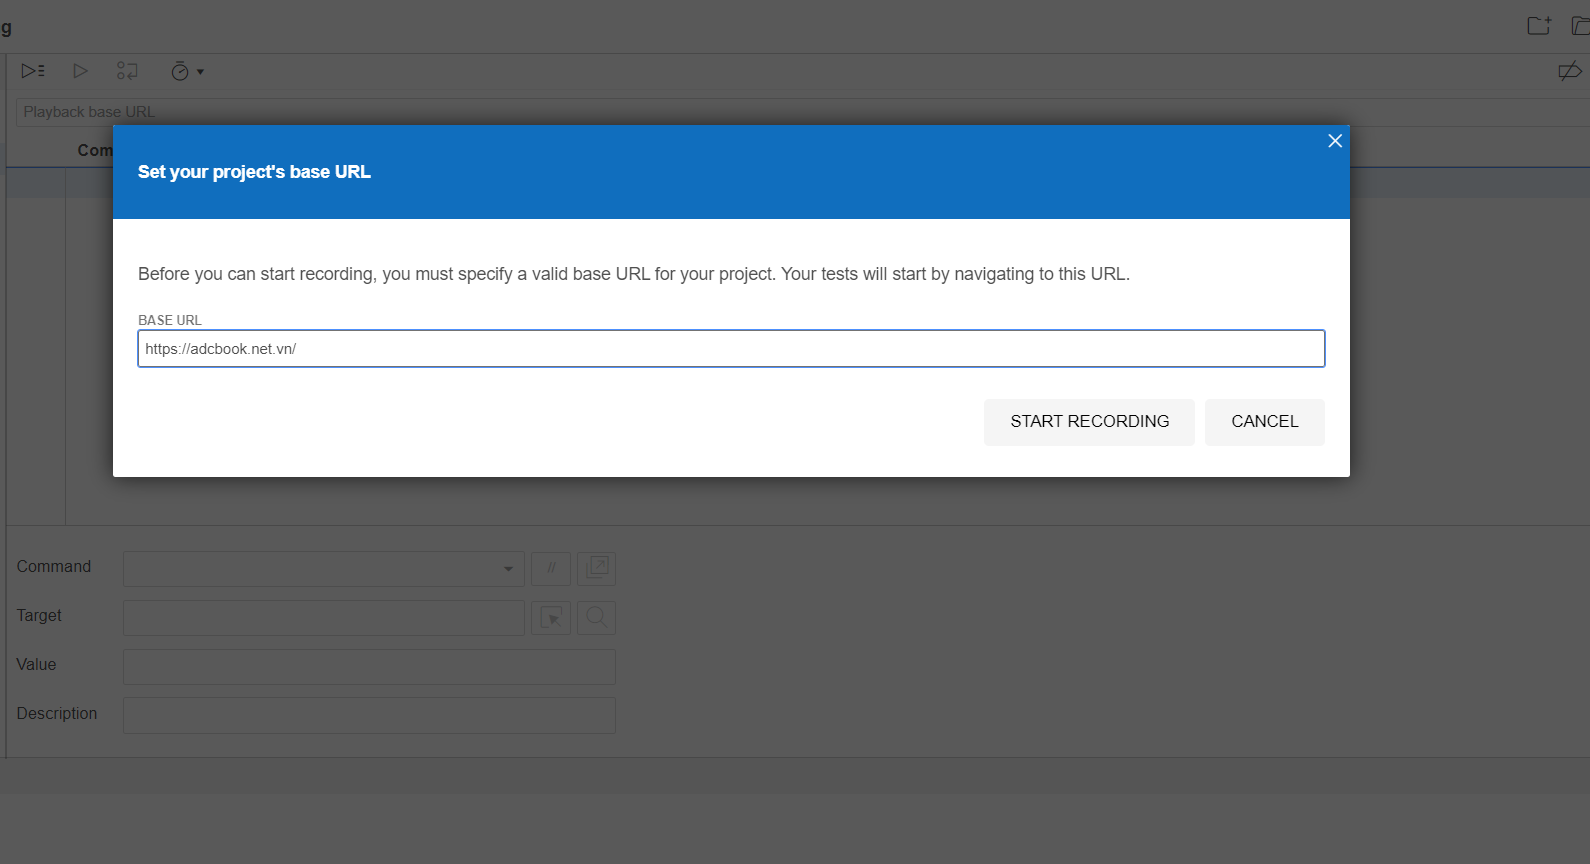 g
Playback base URL
Com
Set your project's base URL
Before you can start recording, you must specify a valid base URL for your project. Your tests will start by navigating to this URL.
BASE URL
https://adcbook.net.vn/
START RECORDING
CANCEL
Command
//
Target
Value
Description